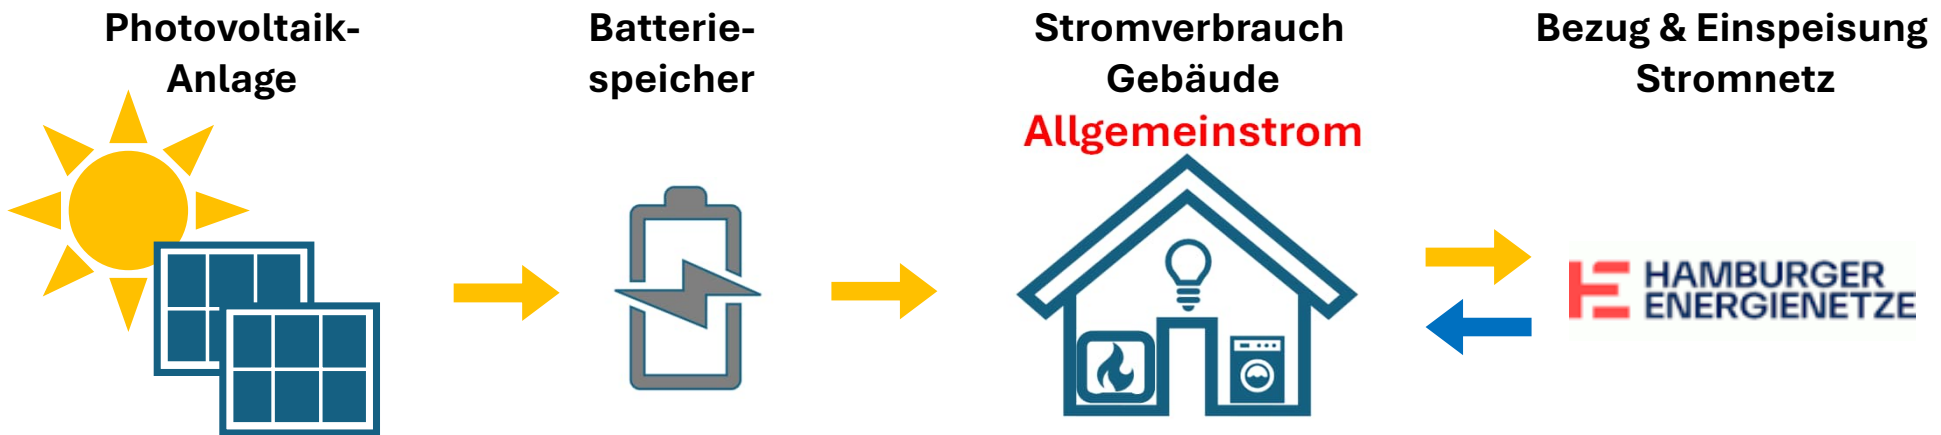 Photovoltaik-
Anlage
Batterie-
speicher
Stromverbrauch
Gebäude
Allgemeinstrom
Bezug & Einspeisung
Stromnetz
HAMBURGER
ENERGIENETZE